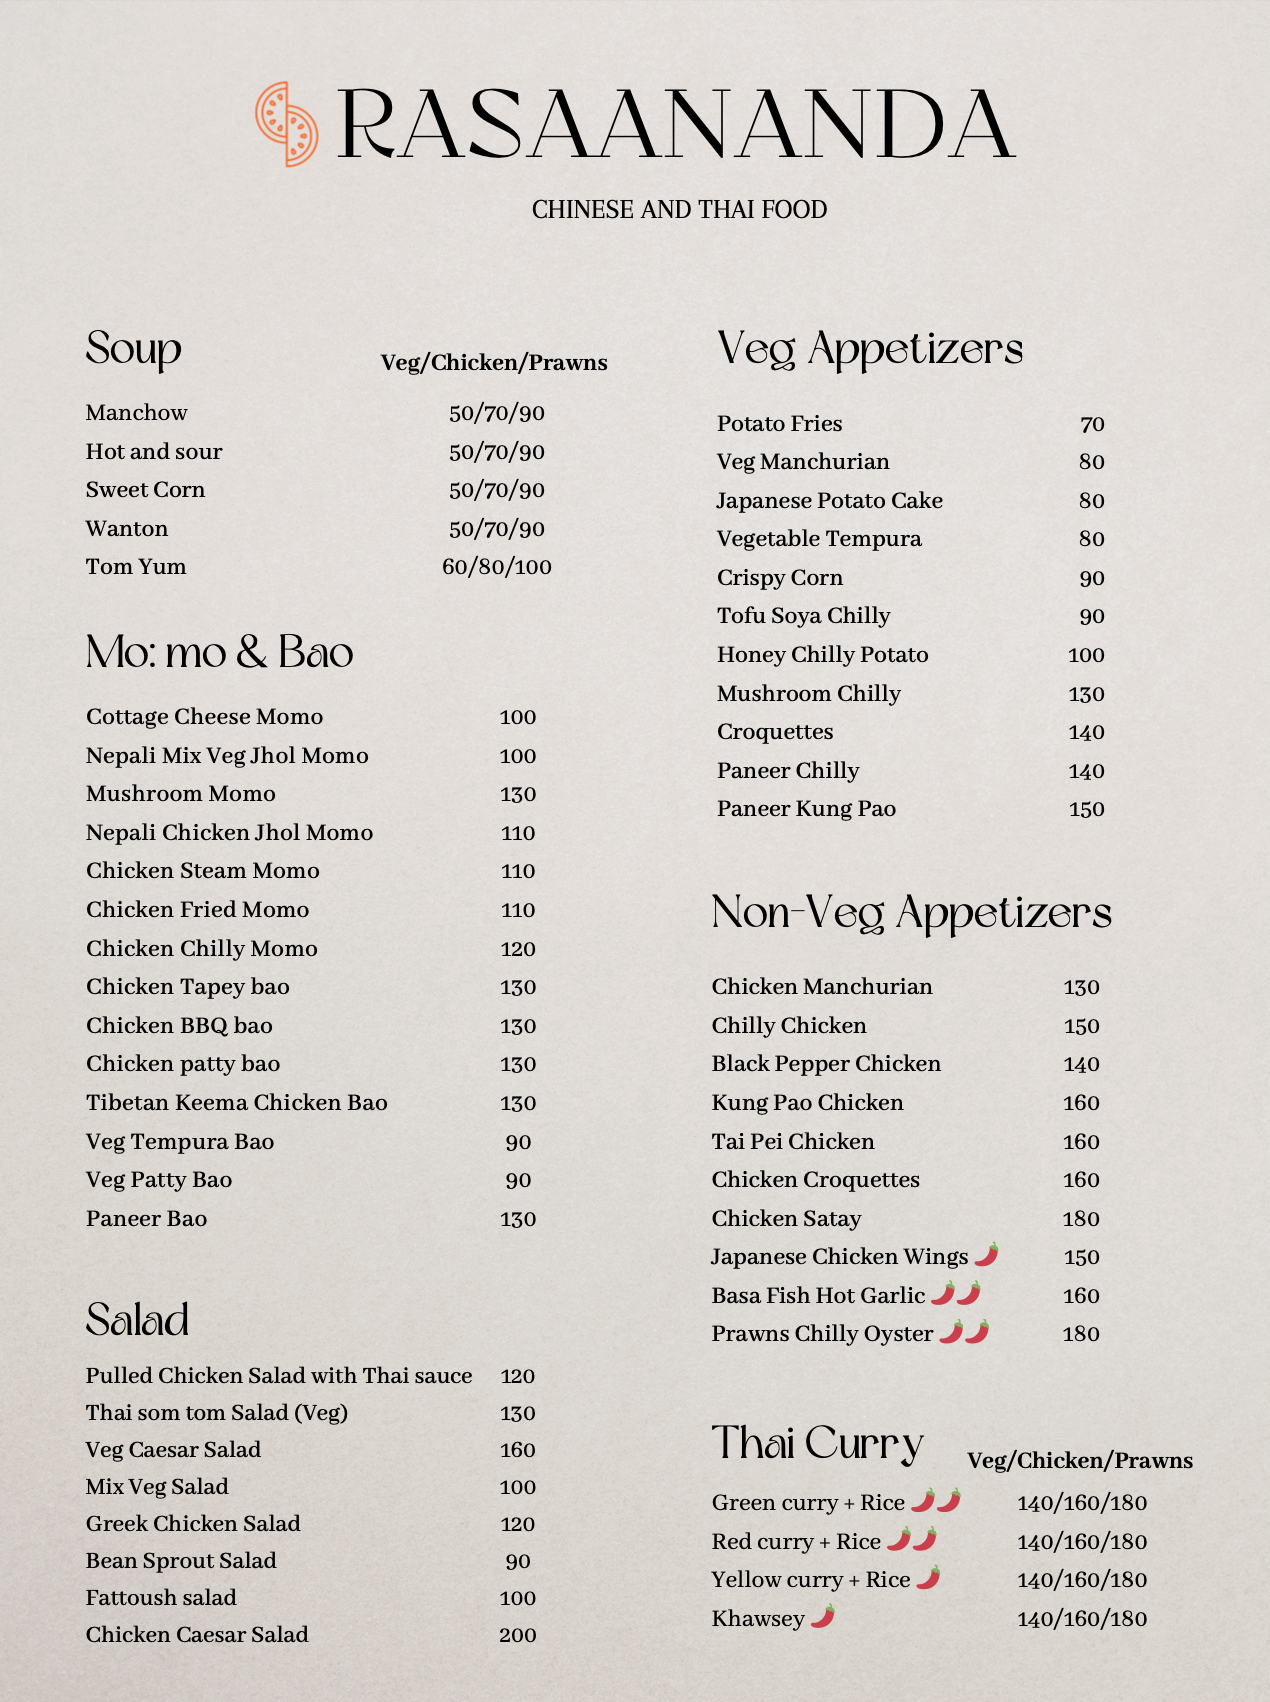 RASAANANDA
CHINESE AND THAI FOOD
Soup
Veg/Chicken/Prawns
Manchow 50/70/90
Hot and sour 50/70/90
Sweet Corn 50/70/90
Wanton 50/70/90
Tom Yum 60/80/100
Mo: mo & Bao
Cottage Cheese Momo 100
Nepali Mix Veg Jhol Momo 100
Mushroom Momo 130
Nepali Chicken Jhol Momo 110
Chicken Steam Momo 110
Chicken Fried Momo 110
Chicken Chilly Momo 120
Chicken Tapey bao 130
Chicken BBQ bao 130
Chicken patty bao 130
Tibetan Keema Chicken Bao 130
Veg Tempura Bao 90
Veg Patty Bao 90
Paneer Bao 130
Salad
Pulled Chicken Salad with Thai sauce 120
Thai som tom Salad (Veg) 130
Veg Caesar Salad 160
Mix Veg Salad 100
Greek Chicken Salad 120
Bean Sprout Salad 90
Fattoush salad 100
Chicken Caesar Salad 200
Veg Appetizers
Potato Fries 70
Veg Manchurian 80
Japanese Potato Cake 80
Vegetable Tempura 80
Crispy Corn 90
Tofu Soya Chilly 90
Honey Chilly Potato 100
Mushroom Chilly 130
Croquettes 140
Paneer Chilly 140
Paneer Kung Pao 150
Non-Veg Appetizers
Chicken Manchurian 130
Chilly Chicken 150
Black Pepper Chicken 140
Kung Pao Chicken 160
Tai Pei Chicken 160
Chicken Croquettes 160
Chicken Satay 180
Japanese Chicken Wings 150
Basa Fish Hot Garlic 160
Prawns Chilly Oyster 180
Thai Curry
Veg/Chicken/Prawns
Green curry + Rice 140/160/180
Red curry + Rice 140/160/180
Yellow curry + Rice 140/160/180
Khawsey 140/160/180